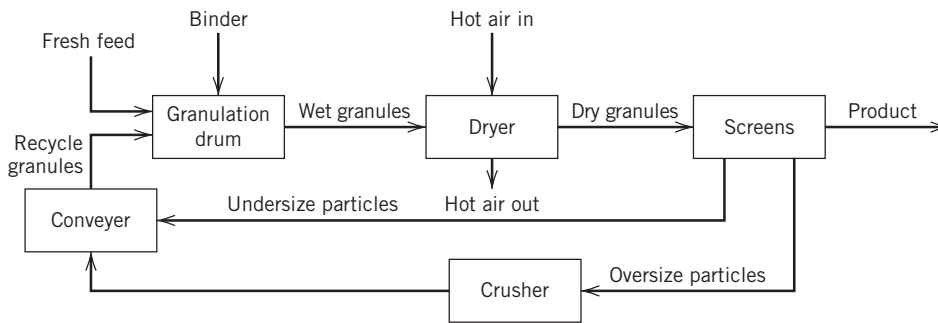 Binder
Hot air in
Fresh feed
Granulation
drum
Wet granules
Dryer
Dry granules
Screens
Product
Recycle
granules
Conveyer
Undersize particles
Hot air out
Crusher
Oversize particles